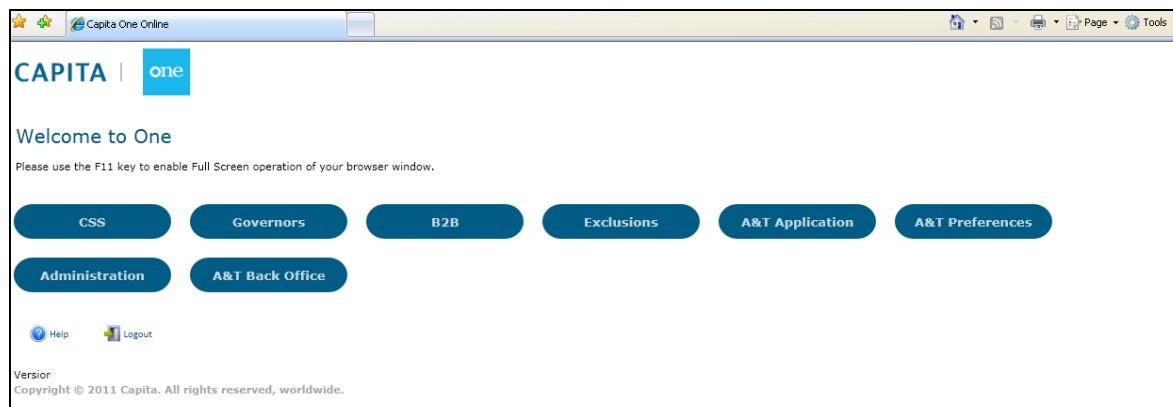 Capita One Online
Page
Tools
CAPITA
one
Welcome to One
Please use the F11 key to enable Full Screen operation of your browser window.
CSS
Governors
B2B
Exclusions
A&T Application
A&T Preferences
Administration
A&T Back Office
Help
Logout
Versior
Copyright © 2011 Capita. All rights reserved, worldwide.